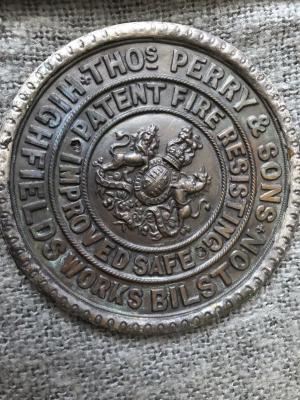 THOS PERRY & SONS
HIGHFIELDS WORKS BILSTON
PATENT FIRE RESISTING
IMPROVED SAFE